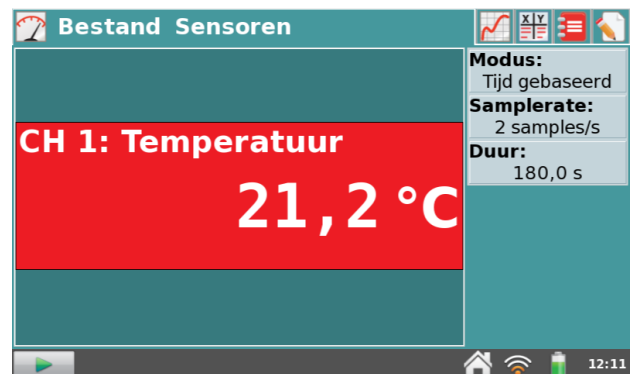 Bestand Sensoren
X Y
Modus:
Tijd gebaseerd
Samplerate:
2 samples/s
Duur:
180,0 s
CH 1: Temperatuur
21,2 °C
12:11